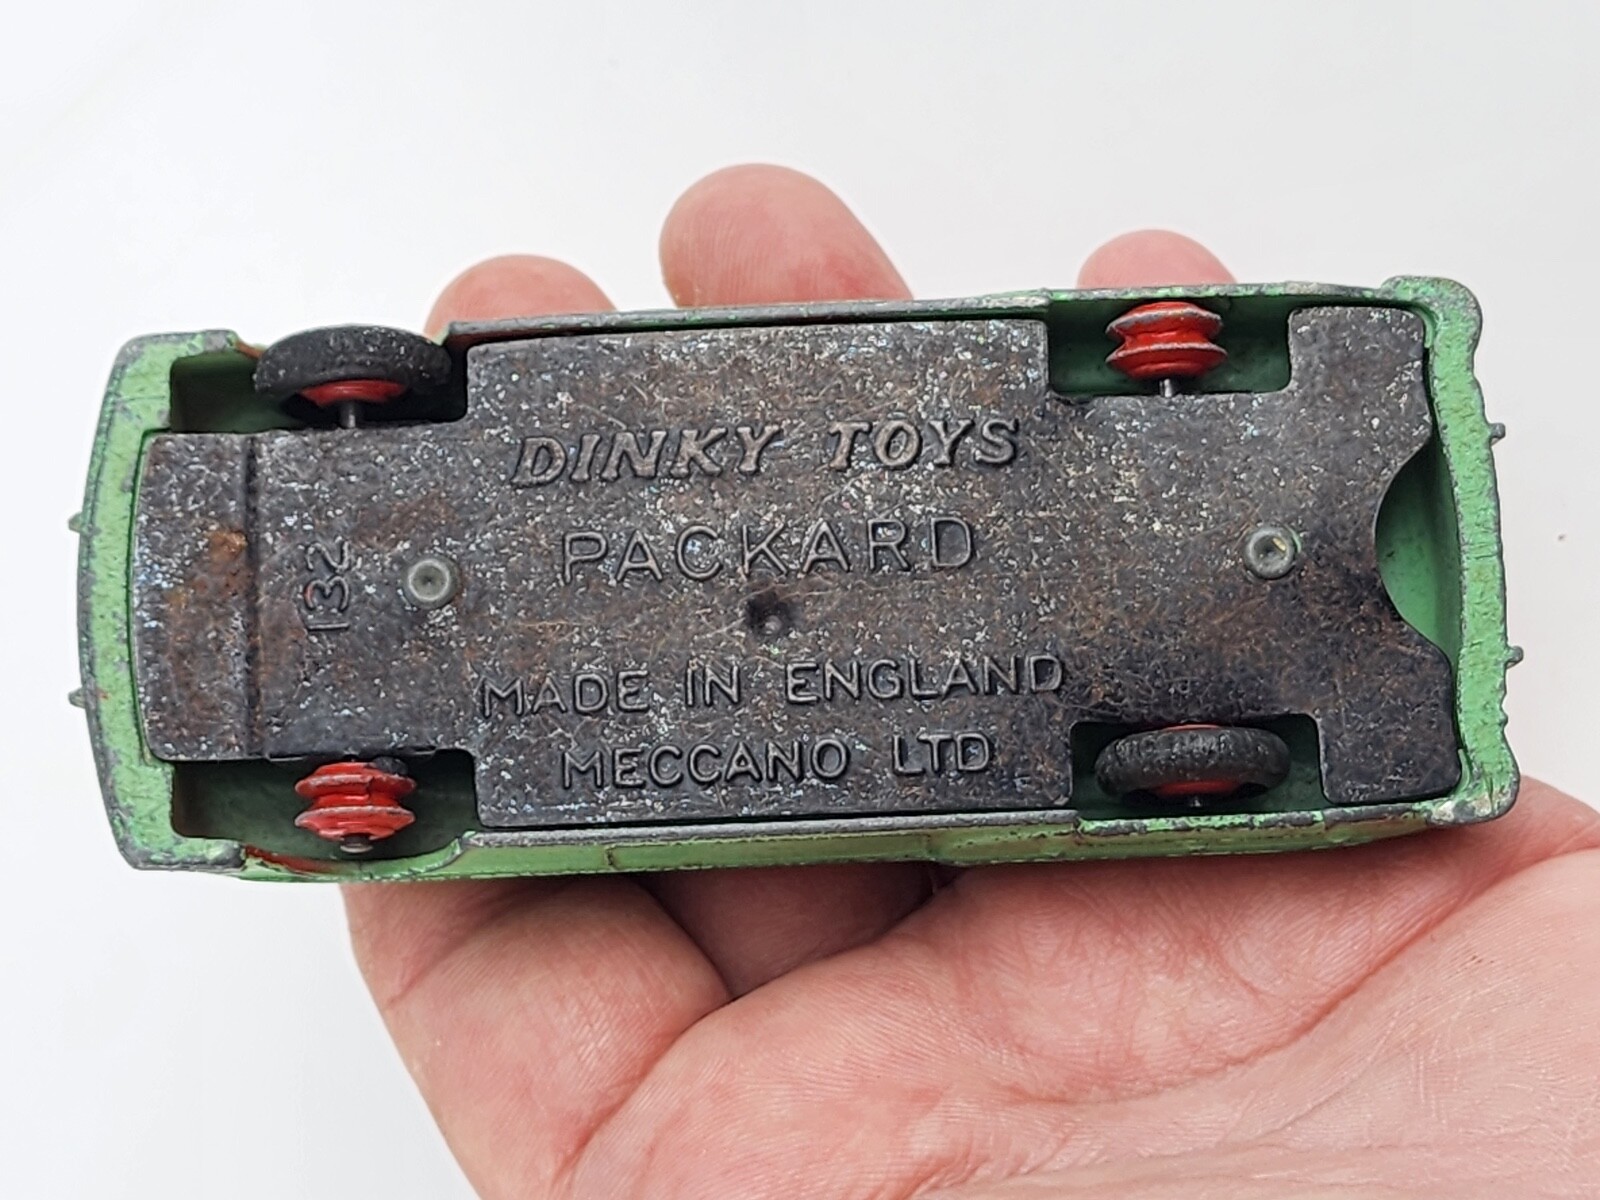 DINKY TOYS
PACKARD
132
MADE IN ENGLAND
MECCANO LTD